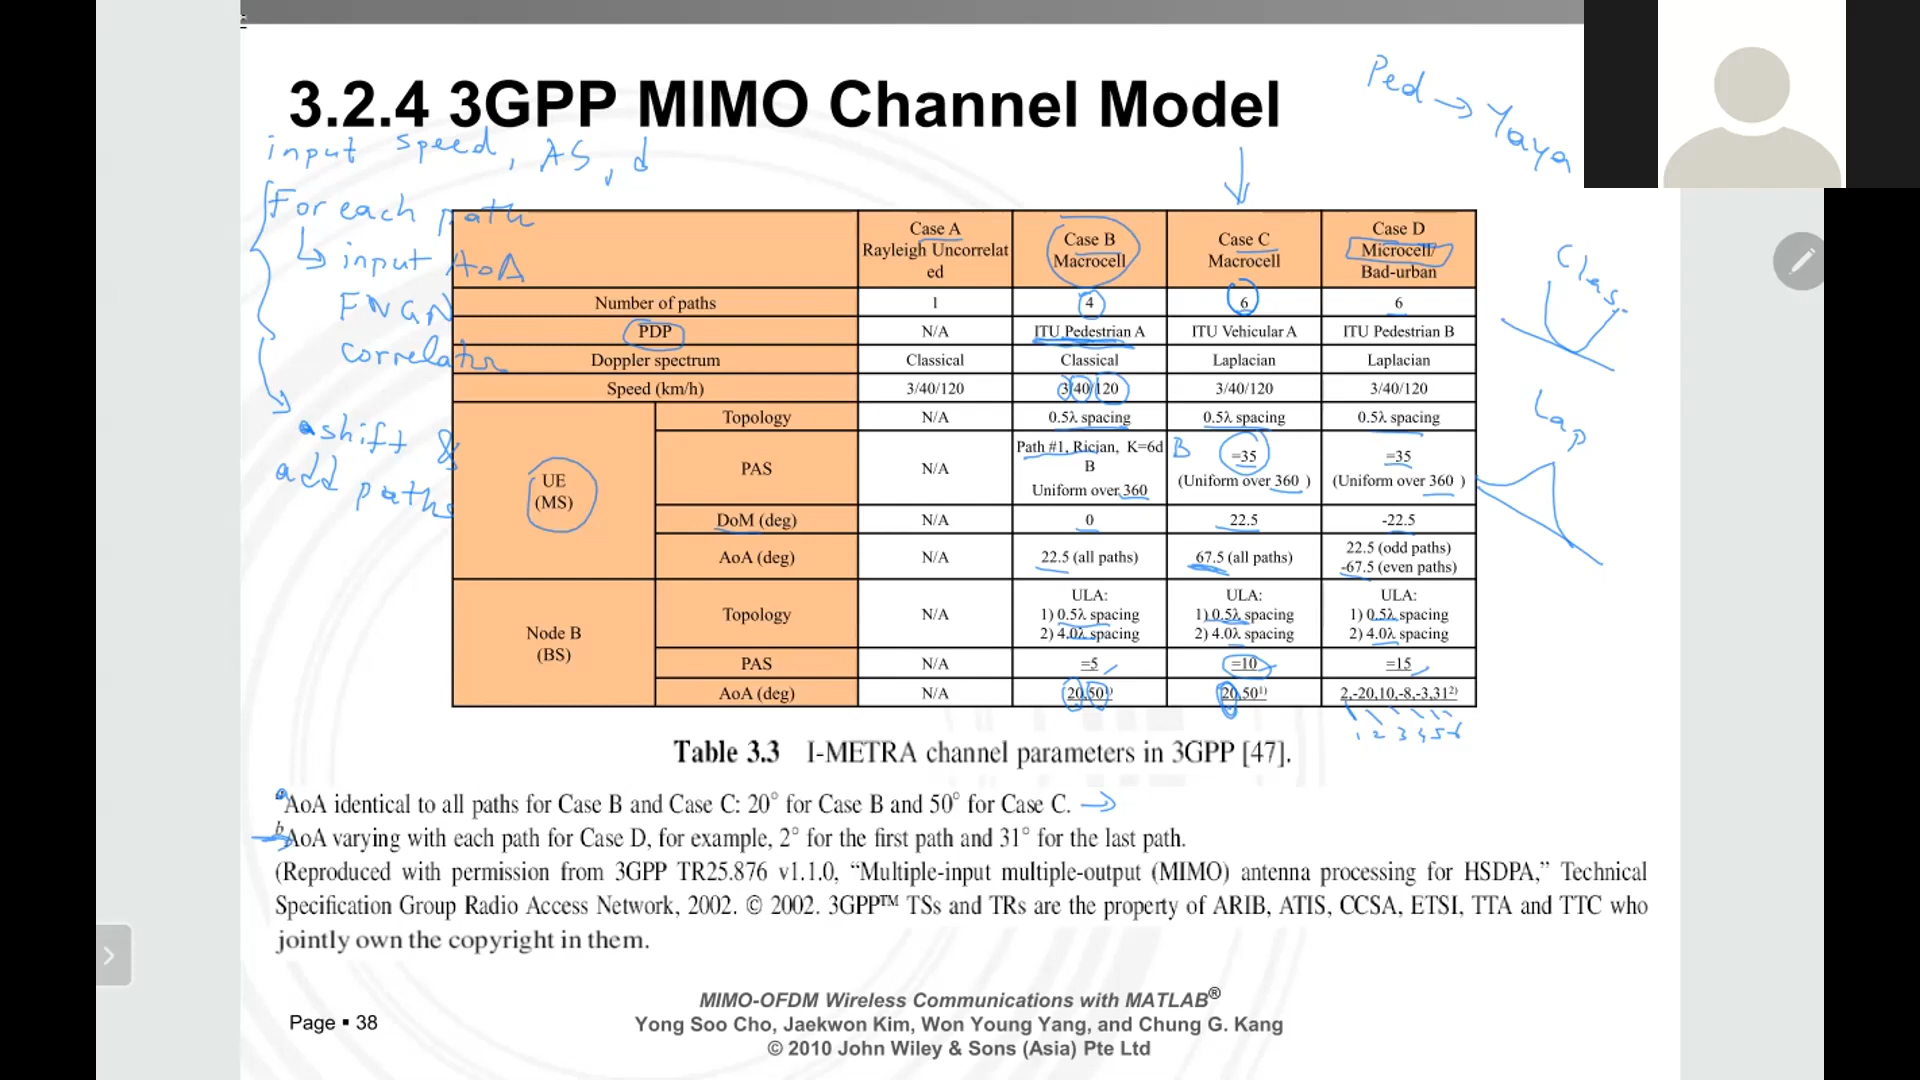 3.2.4 3GPP MIMO Channel Model
Ped → Yaya
input speed, AS, d
For each path
↳ input AoA
FNGN
correlatn
ashift &
add paths
Case A
Rayleigh Uncorrelat
ed
Case B
Macrocell
Case C
Macrocell
Case D
Microcell/
Bad-urban
Number of paths 1 4 6 6
PDP N/A ITU Pedestrian A ITU Vehicular A ITU Pedestrian B
Doppler spectrum Classical Classical Laplacian Laplacian
Speed (km/h) 3/40/120 3/40/120 3/40/120 3/40/120
UE
(MS)
Topology N/A 0.5λ spacing 0.5λ spacing 0.5λ spacing
PAS N/A
Path #1, Rician, K=6d
B
Uniform over 360
B
=35
(Uniform over 360 )
=35
(Uniform over 360 )
DoM (deg) N/A 0 22.5 -22.5
AoA (deg) N/A 22.5 (all paths) 67.5 (all paths)
22.5 (odd paths)
-67.5 (even paths)
Node B
(BS)
Topology N/A
ULA:
1) 0.5λ spacing
2) 4.0λ spacing
ULA:
1) 0.5λ spacing
2) 4.0λ spacing
ULA:
1) 0.5λ spacing
2) 4.0λ spacing
PAS N/A =5 =10 =15
AoA (deg) N/A 20,50¹⁾ 20,50¹⁾ 2,-20,10,-8,-3,31²⁾
1 2 3 4 5 6
Clas.
Lap
Table 3.3 I-METRA channel parameters in 3GPP [47].
ᵃAoA identical to all paths for Case B and Case C: 20° for Case B and 50° for Case C. →
→ ᵇAoA varying with each path for Case D, for example, 2° for the first path and 31° for the last path.
(Reproduced with permission from 3GPP TR25.876 v1.1.0, “Multiple-input multiple-output (MIMO) antenna processing for HSDPA,” Technical
Specification Group Radio Access Network, 2002. © 2002. 3GPP™ TSs and TRs are the property of ARIB, ATIS, CCSA, ETSI, TTA and TTC who
jointly own the copyright in them.
MIMO-OFDM Wireless Communications with MATLAB®
Page ▪ 38
Yong Soo Cho, Jaekwon Kim, Won Young Yang, and Chung G. Kang
© 2010 John Wiley & Sons (Asia) Pte Ltd